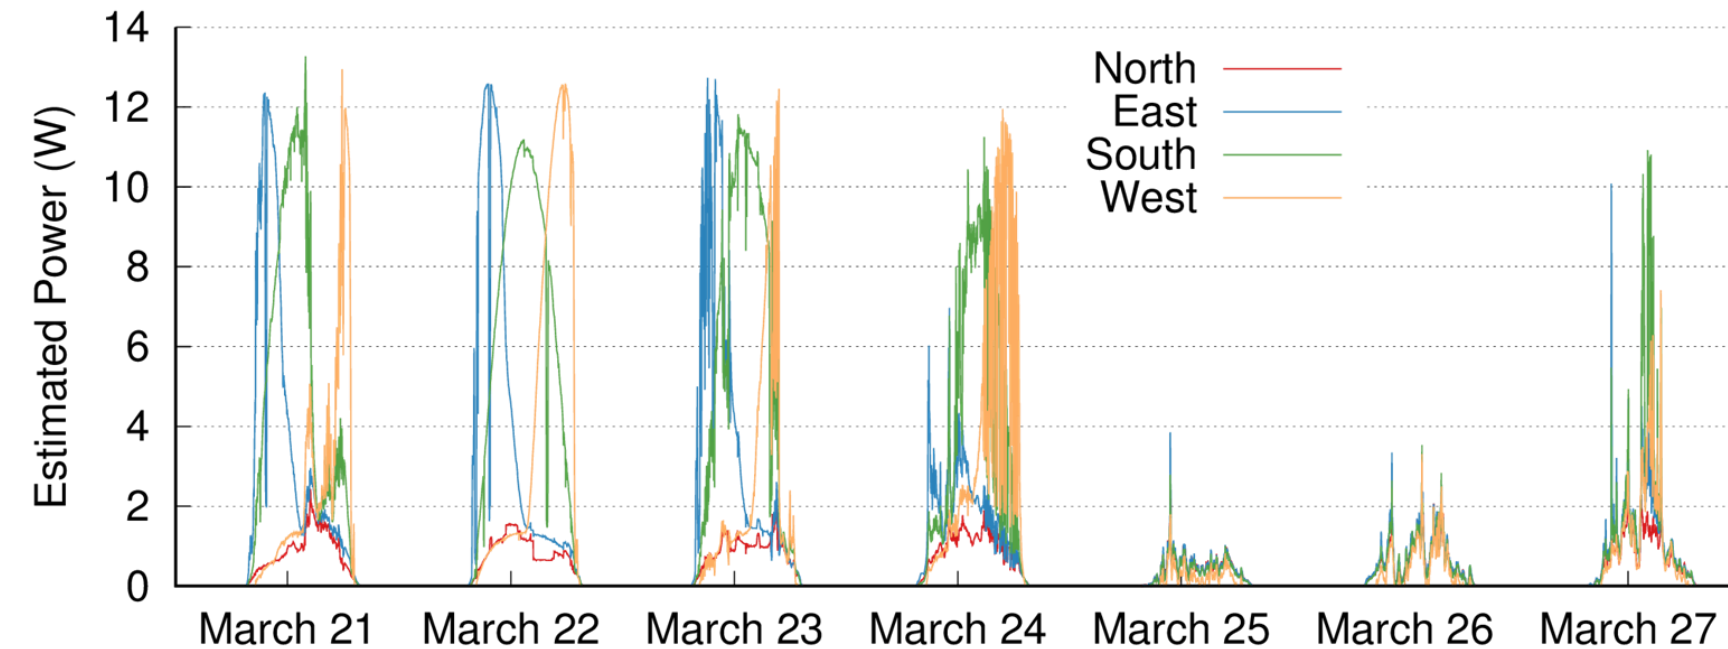 Estimated Power (W)
14
12
10
8
6
4
2
0
North
East
South
West
March 21 March 22 March 23 March 24 March 25 March 26 March 27